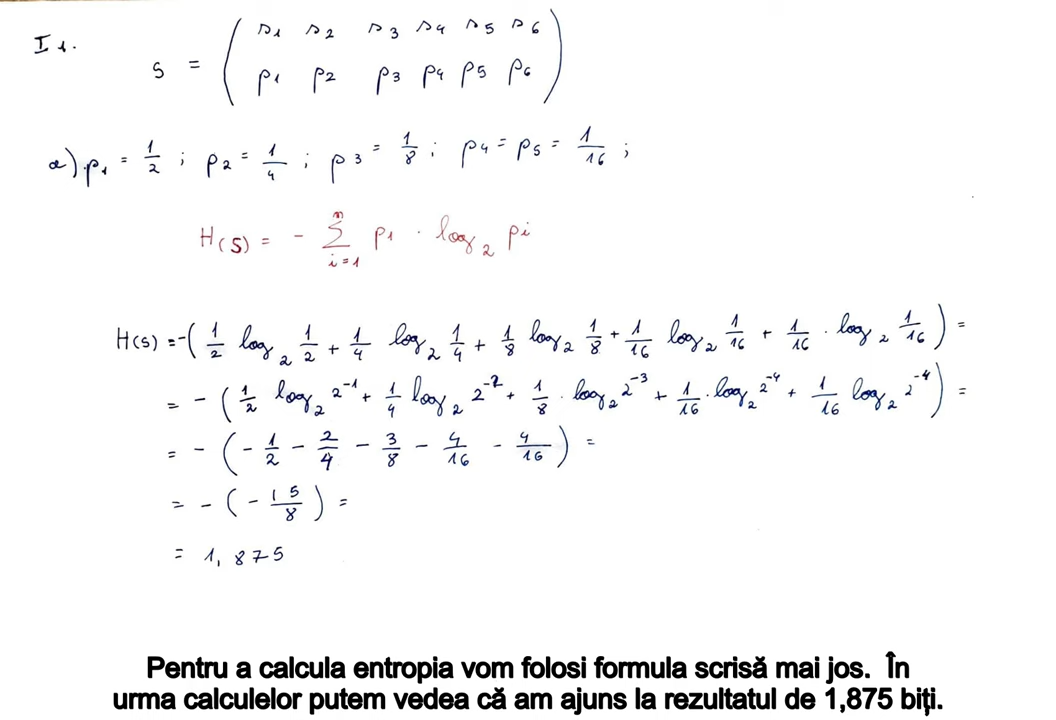 I 1.
S = ( s1 s2 s3 s4 s5 s6
p1 p2 p3 p4 p5 p6 )
a) p1 = 1/2 ; p2 = 1/4 ; p3 = 1/8 ; p4 = p5 = 1/16 ;
H(S) = - Σ_{i=1}^{n} p1 · log₂ pi
H(S) = -( 1/2 log₂ 1/2 + 1/4 log₂ 1/4 + 1/8 log₂ 1/8 + 1/16 log₂ 1/16 + 1/16 · log₂ 1/16 ) =
= - ( 1/2 log₂ 2⁻¹ + 1/4 log₂ 2⁻² + 1/8 · log₂ 2⁻³ + 1/16 · log₂ 2⁻⁴ + 1/16 log₂ 2⁻⁴ ) =
= - ( - 1/2 - 2/4 - 3/8 - 4/16 - 4/16 ) =
= - ( - 15/8 ) =
= 1,875
Pentru a calcula entropia vom folosi formula scrisă mai jos. În
urma calculelor putem vedea că am ajuns la rezultatul de 1,875 biți.